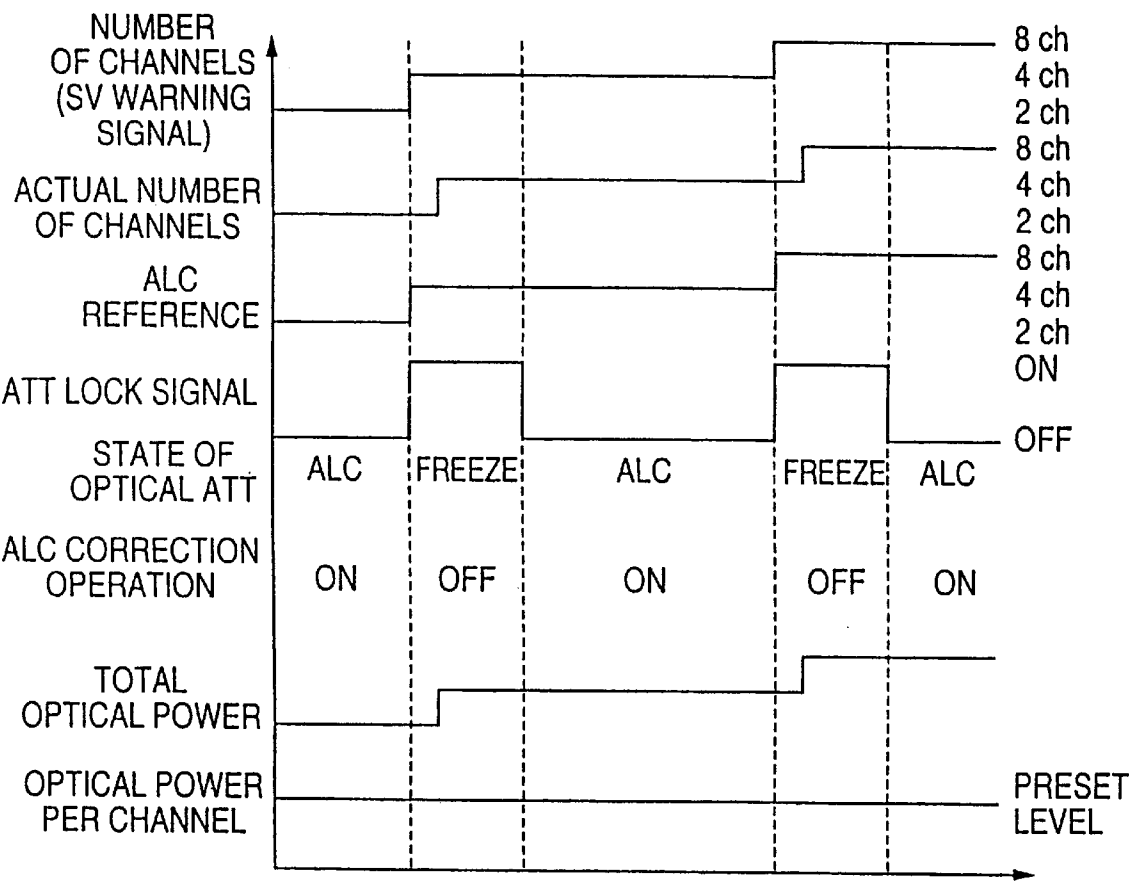 NUMBER
OF CHANNELS
(SV WARNING
SIGNAL)
8 ch
4 ch
2 ch
ACTUAL NUMBER
OF CHANNELS
8 ch
4 ch
2 ch
ALC
REFERENCE
8 ch
4 ch
2 ch
ATT LOCK SIGNAL
ON
OFF
STATE OF
OPTICAL ATT
ALC
FREEZE
ALC
FREEZE
ALC
ALC CORRECTION
OPERATION
ON
OFF
ON
OFF
ON
TOTAL
OPTICAL POWER
OPTICAL POWER
PER CHANNEL
PRESET
LEVEL